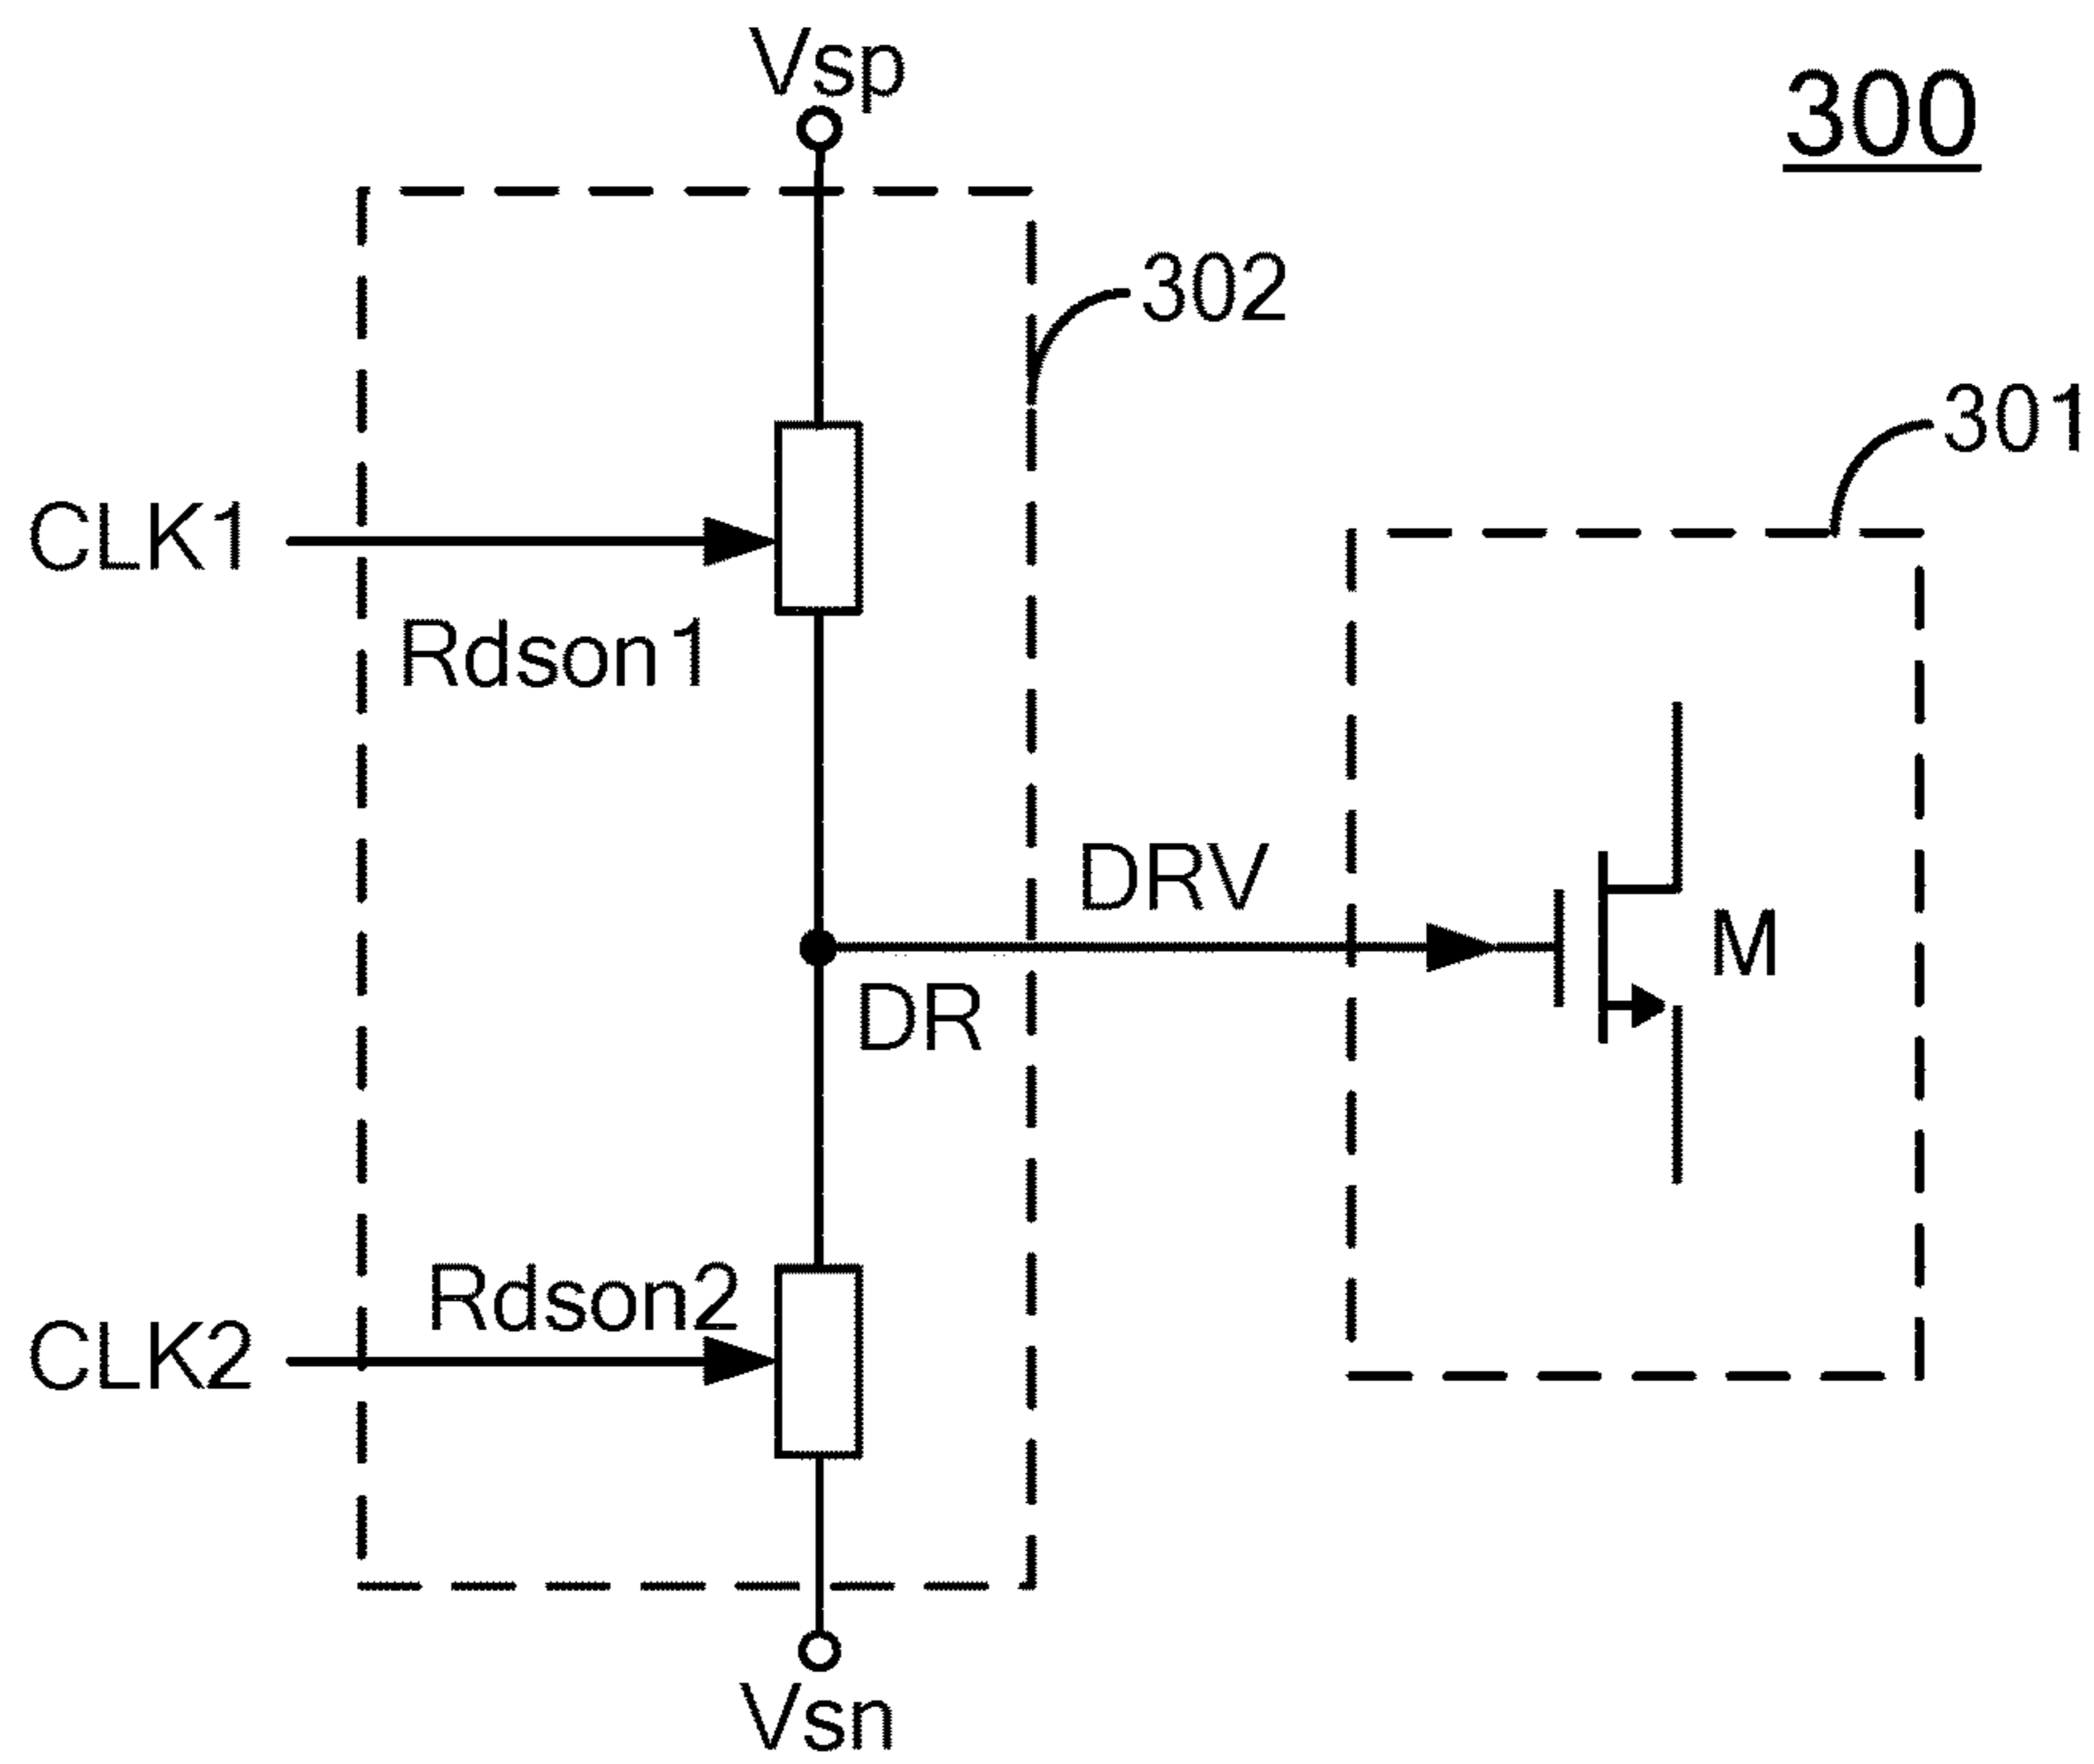 Vsp
300
302
301
CLK1
Rdson1
DRV
M
DR
Rdson2
CLK2
Vsn